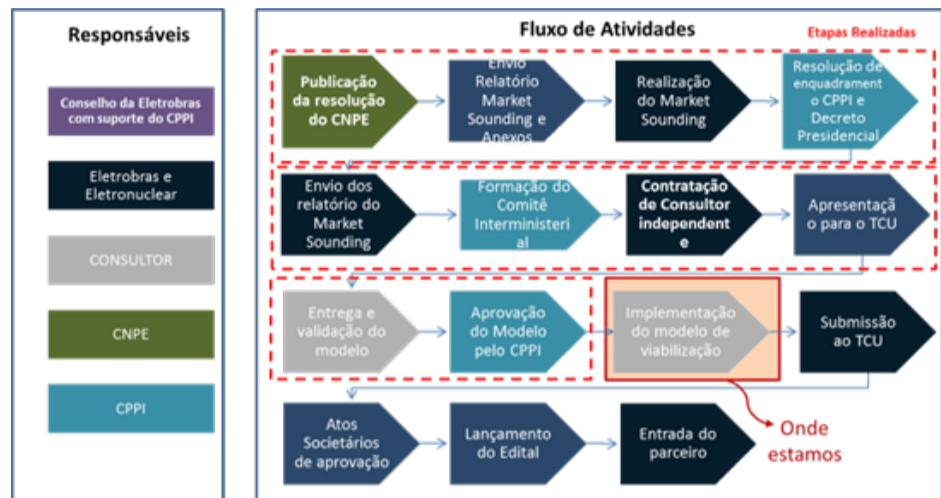 Responsáveis
Conselho da Eletrobras
com suporte do CPPI
Eletrobras e
Eletronuclear
CONSULTOR
CNPE
CPPI
Fluxo de Atividades
Etapas Realizadas
Publicação
da resolução
do CNPE
Envio
Relatório
Market
Sounding e
Anexos
Realização
do Market
Sounding
Resolução de
enquadrament
o CPPI e
Decreto
Presidencial
Envio dos
relatório do
Market
Sounding
Formação do
Comitê
Interministeri
al
Contratação
de Consultor
independent
e
Apresentaçã
o para o TCU
Entrega e
validação do
modelo
Aprovação
do Modelo
pelo CPPI
Implementação
do modelo de
viabilização
Submissão
ao TCU
Atos
Societários
de aprovação
Lançamento
do Edital
Entrada do
parceiro
Onde
estamos